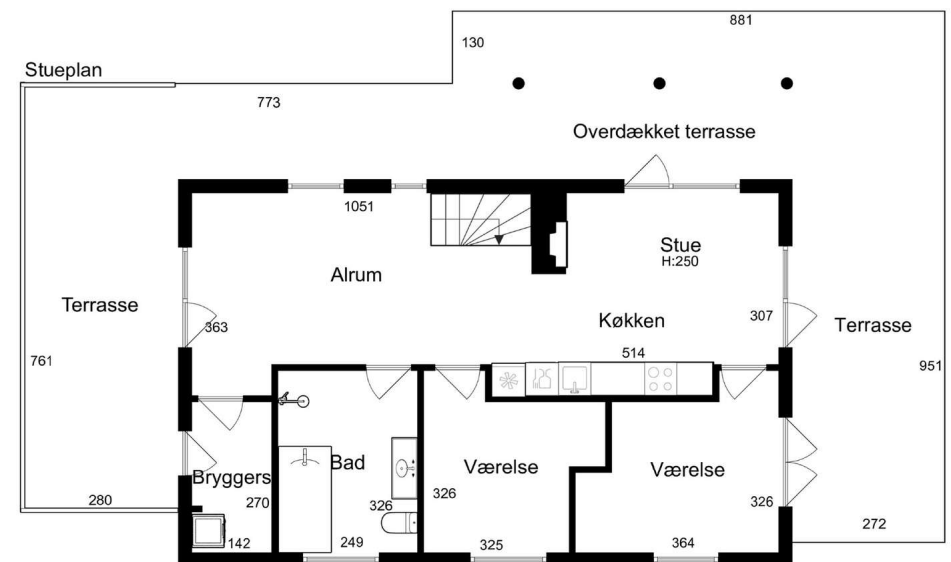 881
130
Stueplan
773
Overdækket terrasse
1051
Stue
H:250
Alrum
Terrasse
Køkken
307
363
Terrasse
514
761
951
Bad
Værelse
Værelse
Bryggers
326
270
326
326
280
272
142
249
325
364